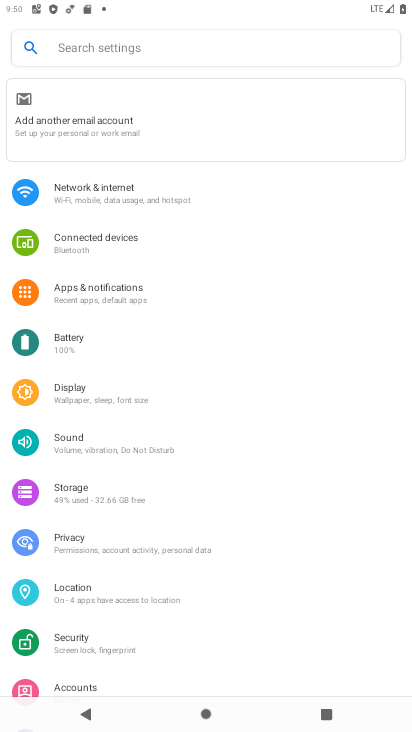 9:50
LTE
Search settings
Add another email account
Set up your personal or work email
Network & internet
Wi-Fi, mobile, data usage, and hotspot
Connected devices
Bluetooth
Apps & notifications
Recent apps, default apps
Battery
100%
Display
Wallpaper, sleep, font size
Sound
Volume, vibration, Do Not Disturb
Storage
49% used - 32.66 GB free
Privacy
Permissions, account activity, personal data
Location
On - 4 apps have access to location
Security
Screen lock, fingerprint
Accounts